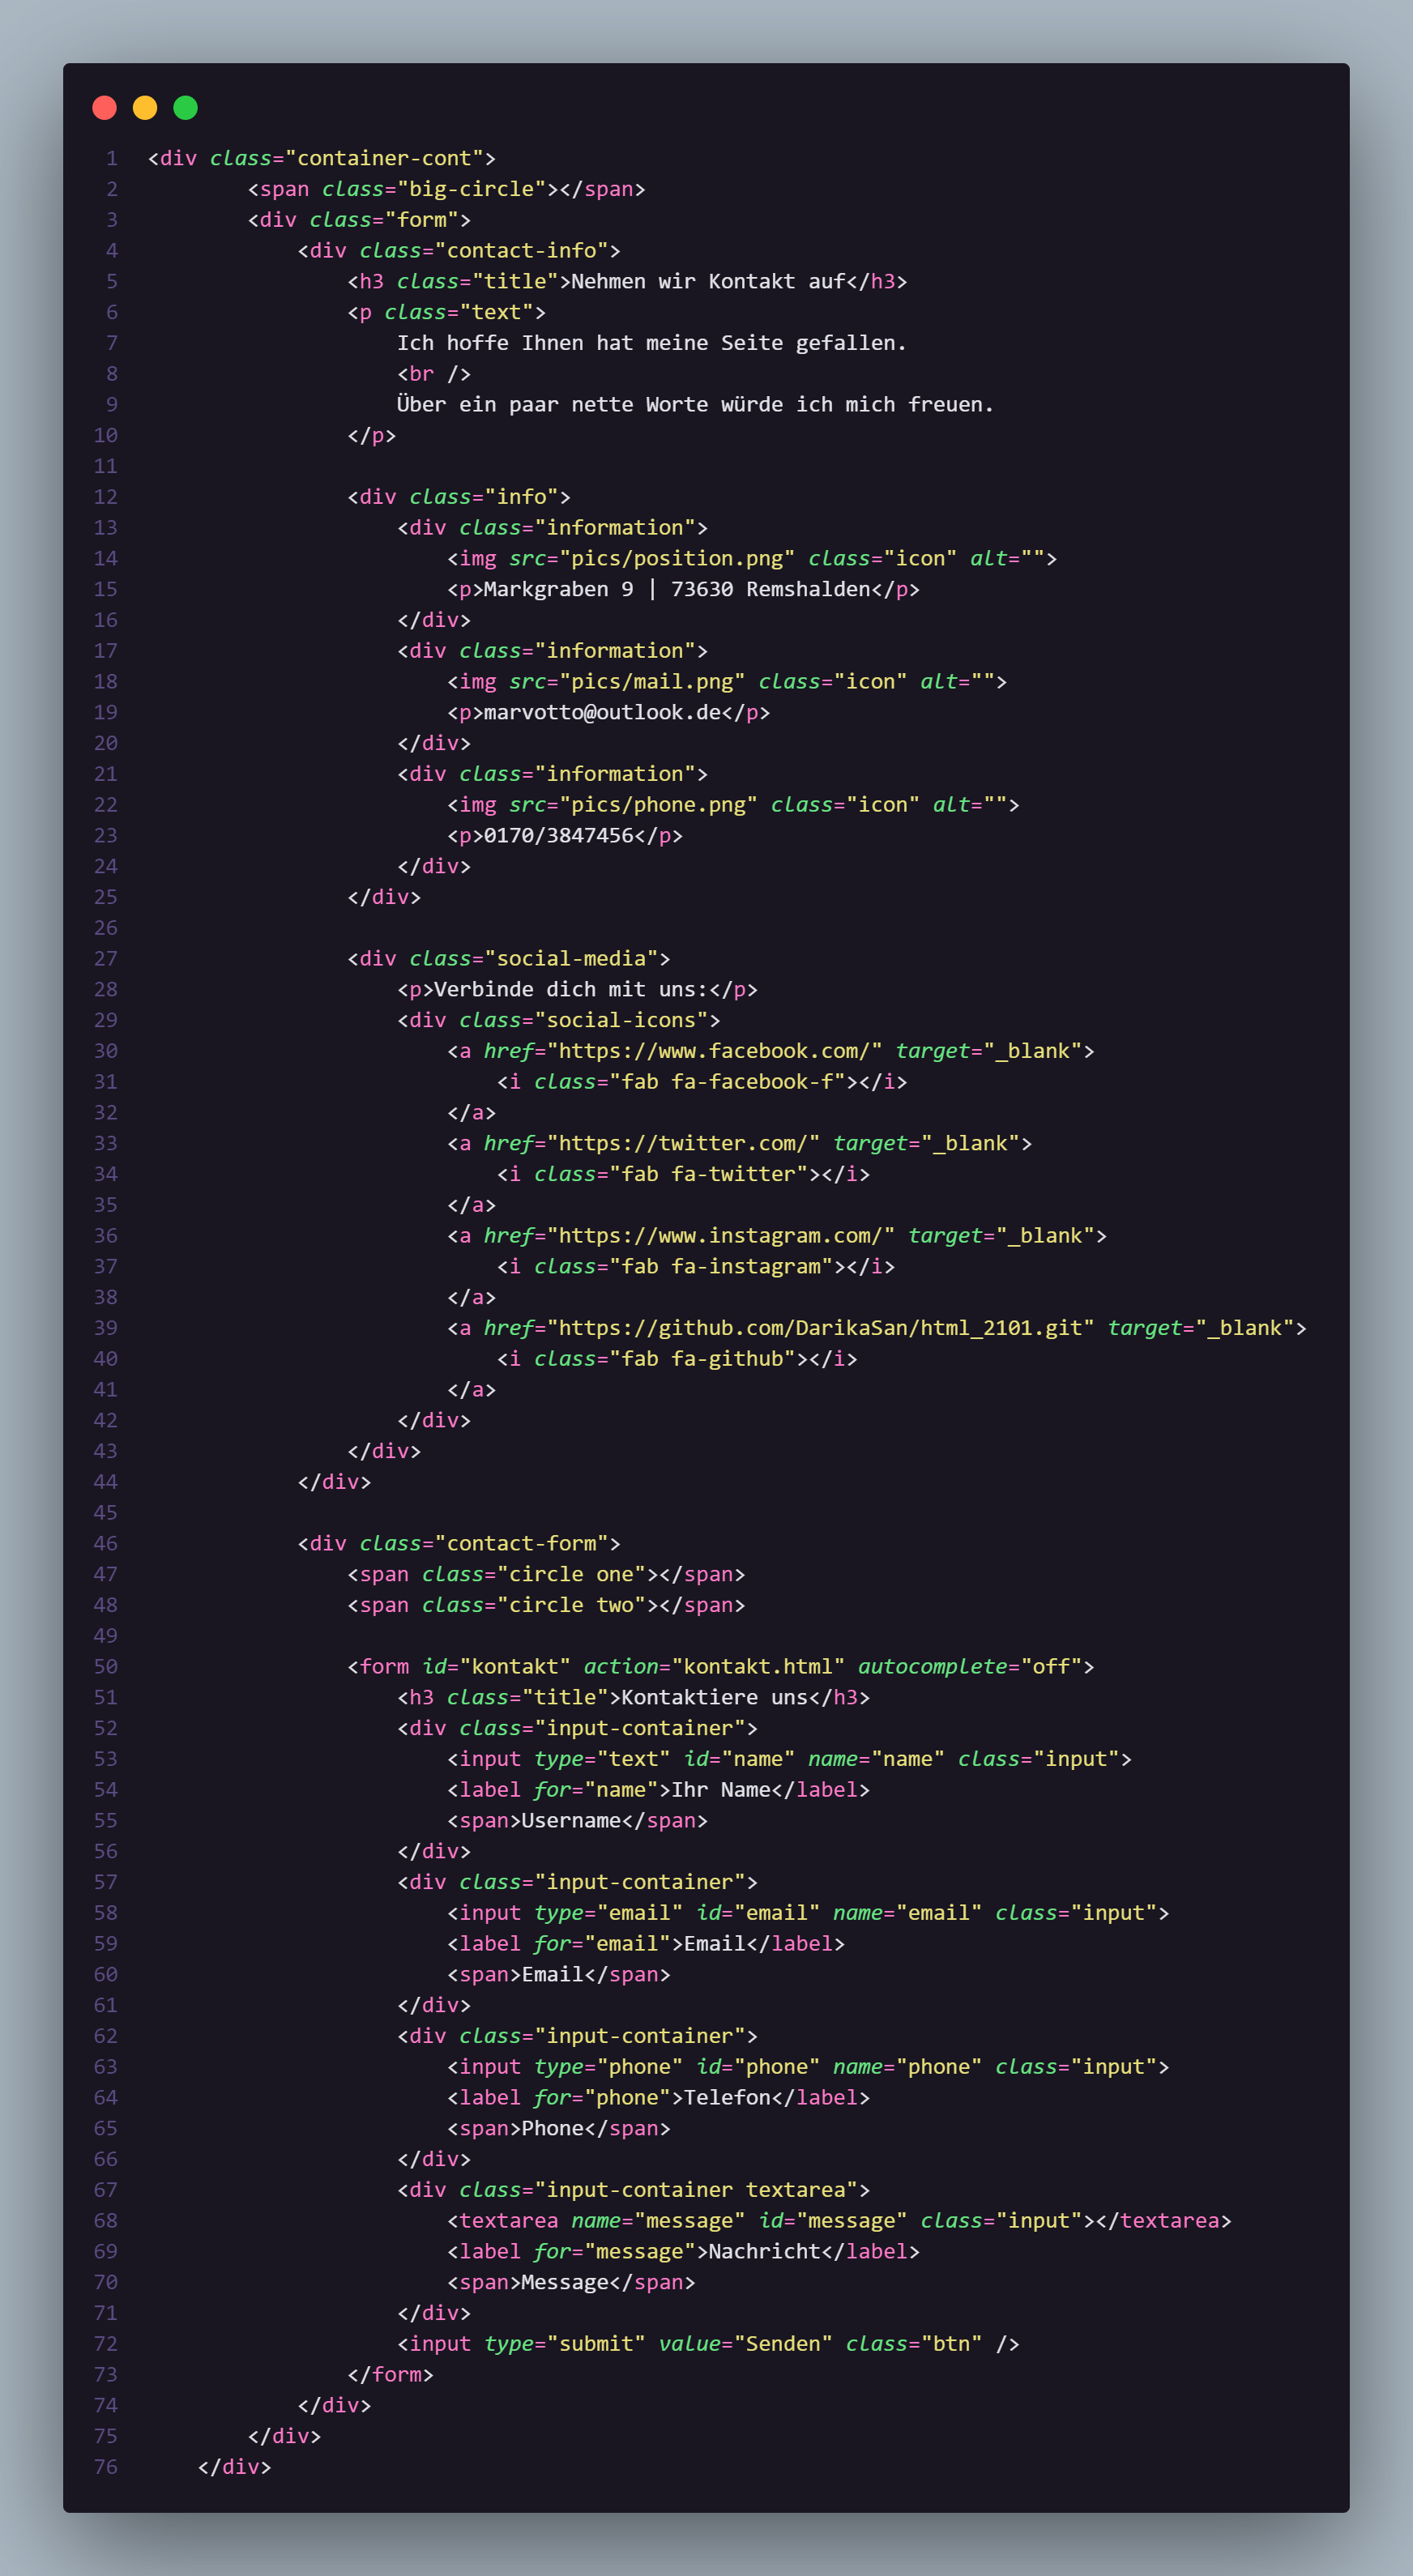 1 <div class="container-cont">
2 <span class="big-circle"></span>
3 <div class="form">
4 <div class="contact-info">
5 <h3 class="title">Nehmen wir Kontakt auf</h3>
6 <p class="text">
7 Ich hoffe Ihnen hat meine Seite gefallen.
8 <br />
9 Über ein paar nette Worte würde ich mich freuen.
10 </p>
11
12 <div class="info">
13 <div class="information">
14 <img src="pics/position.png" class="icon" alt="">
15 <p>Markgraben 9 | 73630 Remshalden</p>
16 </div>
17 <div class="information">
18 <img src="pics/mail.png" class="icon" alt="">
19 <p>marvotto@outlook.de</p>
20 </div>
21 <div class="information">
22 <img src="pics/phone.png" class="icon" alt="">
23 <p>0170/3847456</p>
24 </div>
25 </div>
26
27 <div class="social-media">
28 <p>Verbinde dich mit uns:</p>
29 <div class="social-icons">
30 <a href="https://www.facebook.com/" target="_blank">
31 <i class="fab fa-facebook-f"></i>
32 </a>
33 <a href="https://twitter.com/" target="_blank">
34 <i class="fab fa-twitter"></i>
35 </a>
36 <a href="https://www.instagram.com/" target="_blank">
37 <i class="fab fa-instagram"></i>
38 </a>
39 <a href="https://github.com/DarikaSan/html_2101.git" target="_blank">
40 <i class="fab fa-github"></i>
41 </a>
42 </div>
43 </div>
44 </div>
45
46 <div class="contact-form">
47 <span class="circle one"></span>
48 <span class="circle two"></span>
49
50 <form id="kontakt" action="kontakt.html" autocomplete="off">
51 <h3 class="title">Kontaktiere uns</h3>
52 <div class="input-container">
53 <input type="text" id="name" name="name" class="input">
54 <label for="name">Ihr Name</label>
55 <span>Username</span>
56 </div>
57 <div class="input-container">
58 <input type="email" id="email" name="email" class="input">
59 <label for="email">Email</label>
60 <span>Email</span>
61 </div>
62 <div class="input-container">
63 <input type="phone" id="phone" name="phone" class="input">
64 <label for="phone">Telefon</label>
65 <span>Phone</span>
66 </div>
67 <div class="input-container textarea">
68 <textarea name="message" id="message" class="input"></textarea>
69 <label for="message">Nachricht</label>
70 <span>Message</span>
71 </div>
72 <input type="submit" value="Senden" class="btn" />
73 </form>
74 </div>
75 </div>
76 </div>